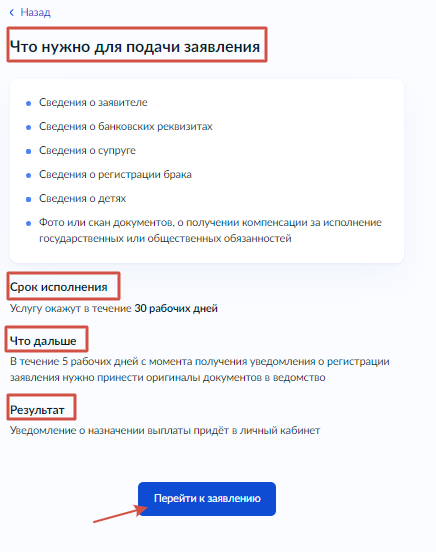 Назад
Что нужно для подачи заявления
Сведения о заявителе
Сведения о банковских реквизитах
Сведения о супруге
Сведения о регистрации брака
Сведения о детях
Фото или скан документов, о получении компенсации за исполнение
государственных или общественных обязанностей
Срок исполнения
Услугу окажут в течение 30 рабочих дней
Что дальше
В течение 5 рабочих дней с момента получения уведомления о регистрации
заявления нужно принести оригиналы документов в ведомство
Результат
Уведомление о назначении выплаты придёт в личный кабинет
Перейти к заявлению